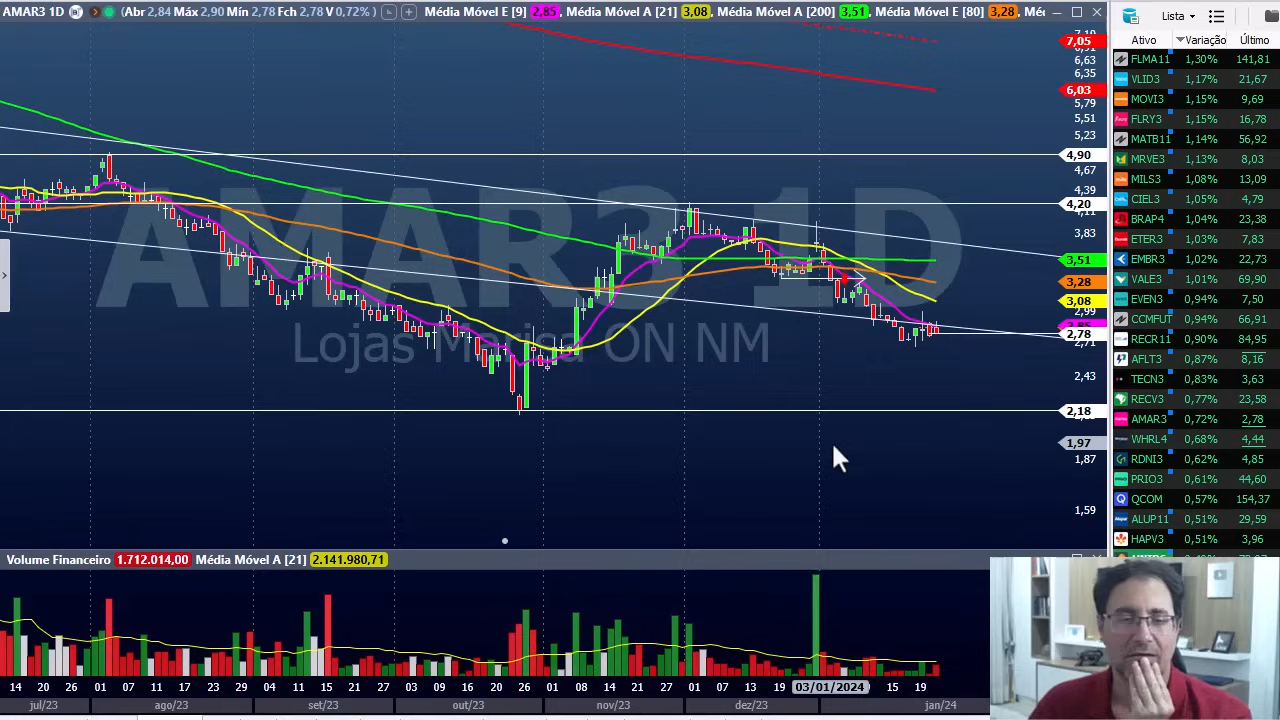 AMAR3 1D (Abr 2,84 Máx 2,90 Mín 2,78 Fch 2,78 V 0,72% ) Média Móvel E [9] 2,85, Média Móvel A [21] 3,08, Média Móvel A [200] 3,51, Média Móvel E [80] 3,28, Mé
7,05
6,63
6,35
6,03
5,79
5,51
5,23
4,90
4,67
4,39
4,20
4,11
3,83
3,51
3,28
3,08
2,99
2,85
2,78
2,71
2,43
2,18
1,97
1,87
1,59
AMAR3 1D
Lojas Marisa ON NM
Volume Financeiro 1.712.014,00 Média Móvel A [21] 2.141.980,71
14 20 26 01 07 11 17 23 29 04 11 15 21 27 03 09 17 20 26 01 08 14 20 27 01 07 13 19 03/01/2024 15 19
jul/23 ago/23 set/23 out/23 nov/23 dez/23 jan/24
Lista
Ativo Variação Último
FLMA11 1,30% 141,81
VLID3 1,17% 21,67
MOVI3 1,15% 9,69
FLRY3 1,15% 16,78
MATB11 1,14% 56,92
MRVE3 1,13% 8,03
MILS3 1,08% 13,09
CIEL3 1,05% 4,79
BRAP4 1,04% 23,38
ETER3 1,03% 7,83
EMBR3 1,02% 22,73
VALE3 1,01% 69,90
EVEN3 0,94% 7,50
CCMFUT 0,94% 66,91
RECR11 0,90% 84,95
AFLT3 0,87% 8,16
TECN3 0,83% 3,63
RECV3 0,77% 23,58
AMAR3 0,72% 2,78
WHRL4 0,68% 4,44
RDNI3 0,62% 4,85
PRIO3 0,61% 44,60
QCOM 0,57% 154,37
ALUP11 0,51% 29,59
HAPV3 0,51% 3,96